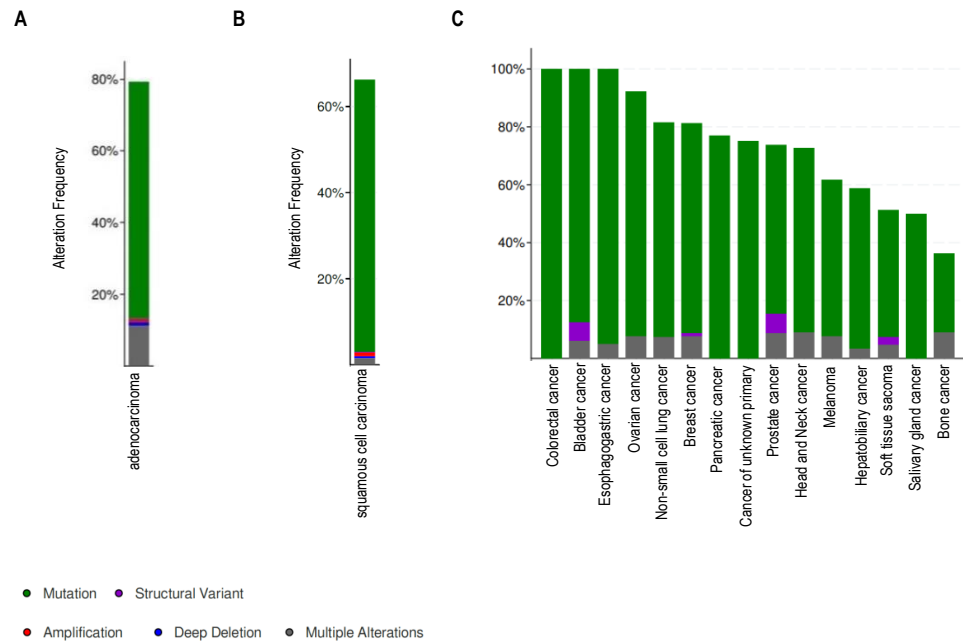 A
B
C
Alteration Frequency
80%
60%
40%
20%
adenocarcinoma
Alteration Frequency
60%
40%
20%
squamous cell carcinoma
100%
80%
60%
40%
20%
Colorectal cancer
Bladder cancer
Esophagogastric cancer
Ovarian cancer
Non-small cell lung cancer
Breast cancer
Pancreatic cancer
Cancer of unknown primary
Prostate cancer
Head and Neck cancer
Melanoma
Hepatobiliary cancer
Soft tissue sacoma
Salivary gland cancer
Bone cancer
Mutation
Structural Variant
Amplification
Deep Deletion
Multiple Alterations